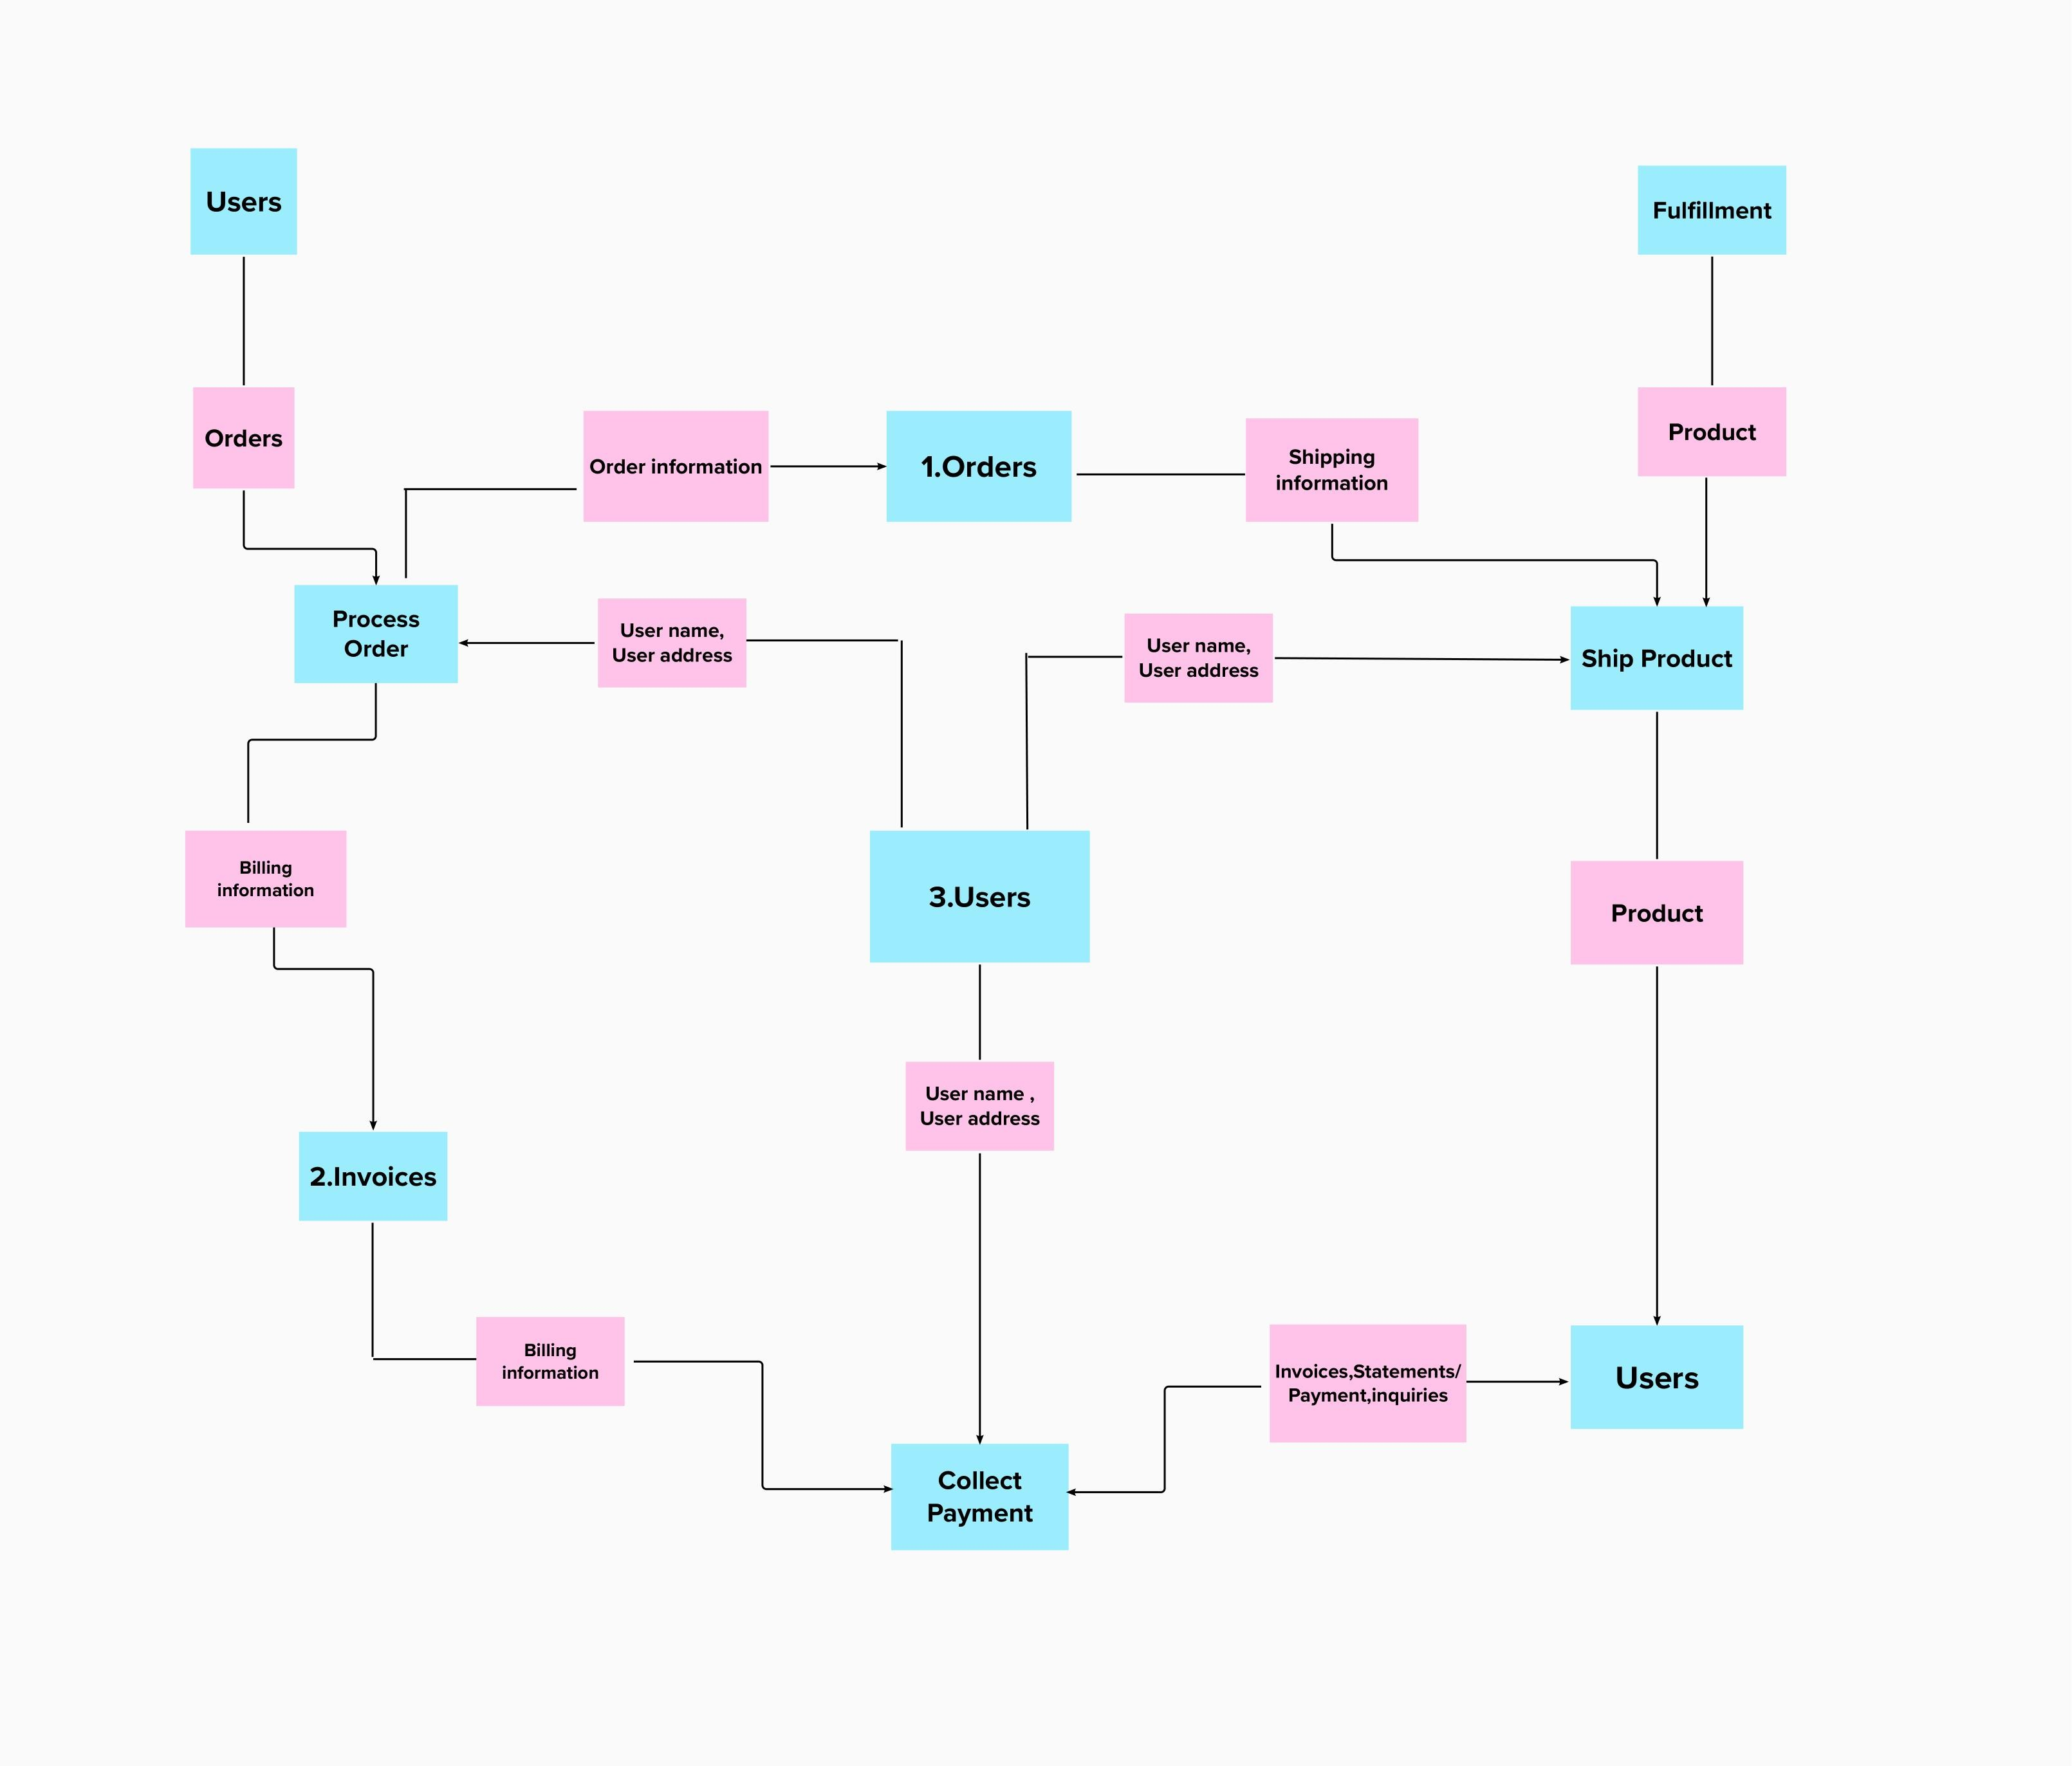 Users
Fulfillment
Orders
Order information
1.Orders
Shipping
information
Product
Process
Order
User name,
User address
User name,
User address
Ship Product
Billing
information
3.Users
Product
User name ,
User address
2.Invoices
Billing
information
Invoices,Statements/
Payment,inquiries
Users
Collect
Payment